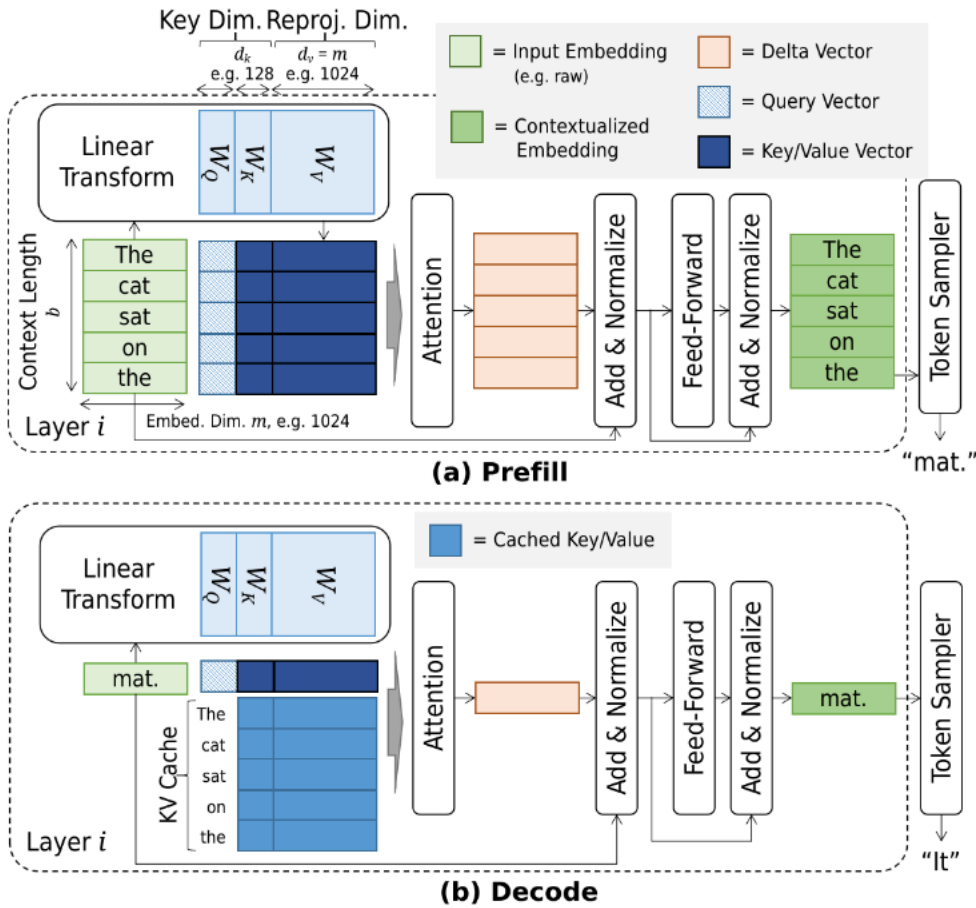 Key Dim. Reproj. Dim.
dₖ
dᵥ = m
e.g. 128
e.g. 1024
= Input Embedding
(e.g. raw)
= Contextualized
Embedding
= Delta Vector
= Query Vector
= Key/Value Vector
Linear
Transform
W_Q
W_K
W_V
Context Length
b
The
cat
sat
on
the
Attention
Add & Normalize
Feed-Forward
Add & Normalize
The
cat
sat
on
the
Token Sampler
Layer i
Embed. Dim. m, e.g. 1024
“mat.”
(a) Prefill
Linear
Transform
W_Q
W_K
W_V
= Cached Key/Value
mat.
KV Cache
The
cat
sat
on
the
Attention
Add & Normalize
Feed-Forward
Add & Normalize
mat.
Token Sampler
Layer i
“It”
(b) Decode